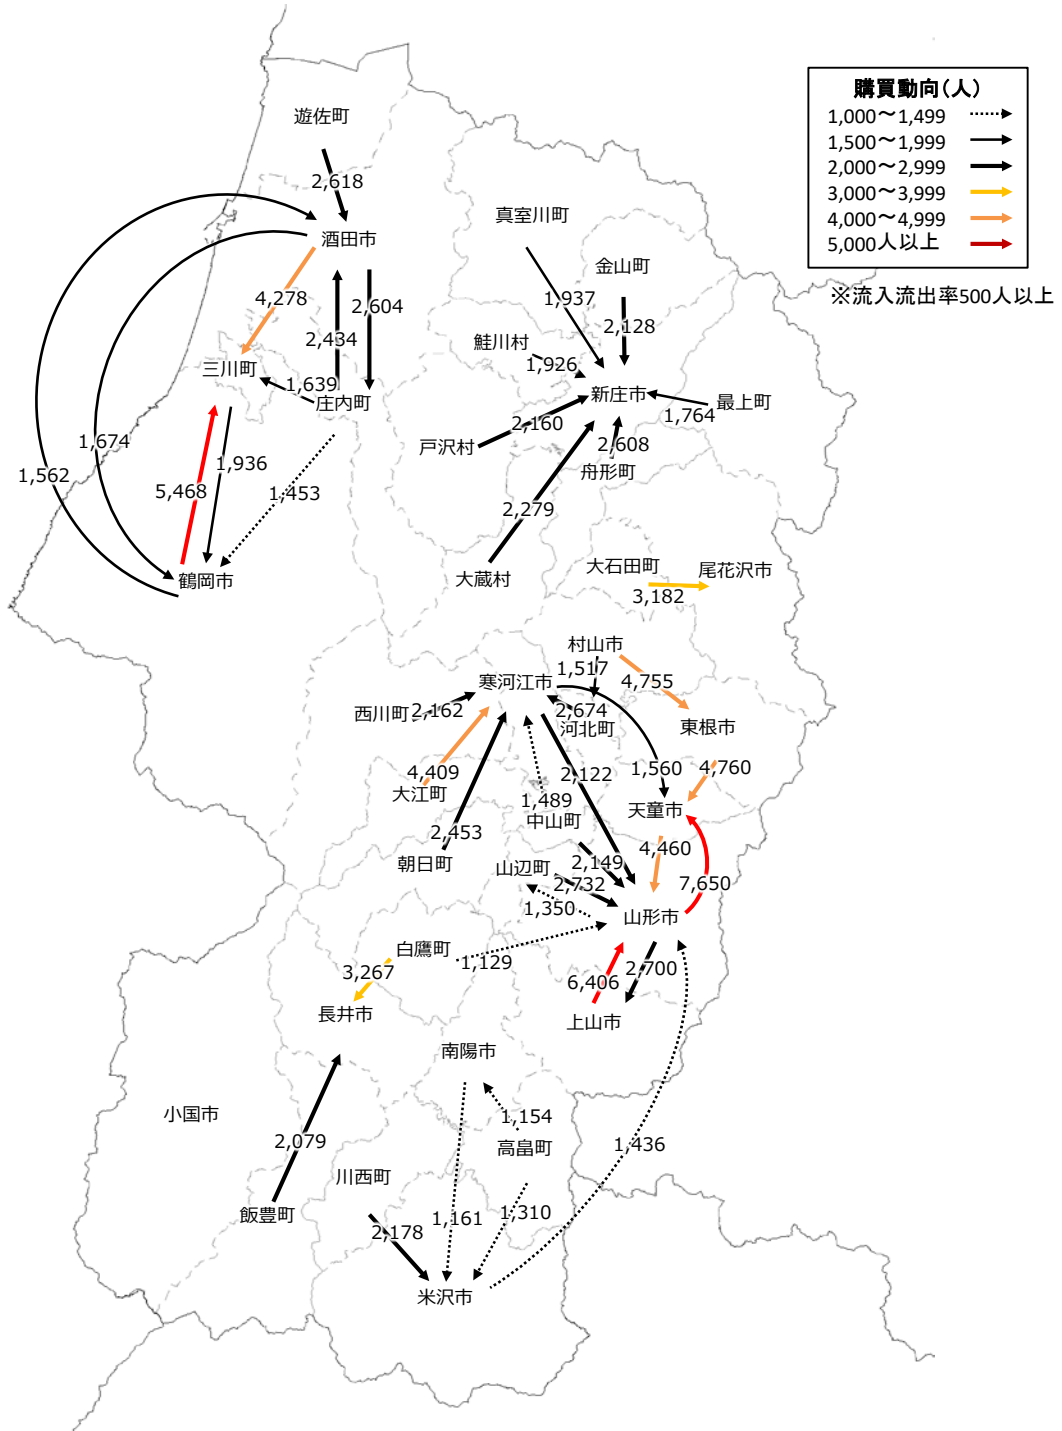 購買動向(人)
1,000～1,499
1,500～1,999
2,000～2,999
3,000～3,999
4,000～4,999
5,000人以上
※流入流出率500人以上
遊佐町
2,618
酒田市
4,278
2,604
2,434
三川町
1,639
庄内町
1,674
1,562
1,936
5,468
1,453
鶴岡市
真室川町
金山町
1,937
2,128
鮭川村
1,926
新庄市
最上町
1,764
戸沢村
2,160
2,608
舟形町
2,279
大蔵村
大石田町
尾花沢市
3,182
村山市
1,517
4,755
寒河江市
西川町
2,162
2,674
河北町
東根市
4,409
大江町
2,122
1,560
4,760
1,489
中山町
天童市
2,453
朝日町
4,460
2,149
山辺町
2,732
7,650
1,350
山形市
白鷹町
1,129
3,267
6,406
2,700
長井市
上山市
南陽市
小国市
1,154
2,079
高畠町
1,436
川西町
飯豊町
2,178
1,161
1,310
米沢市